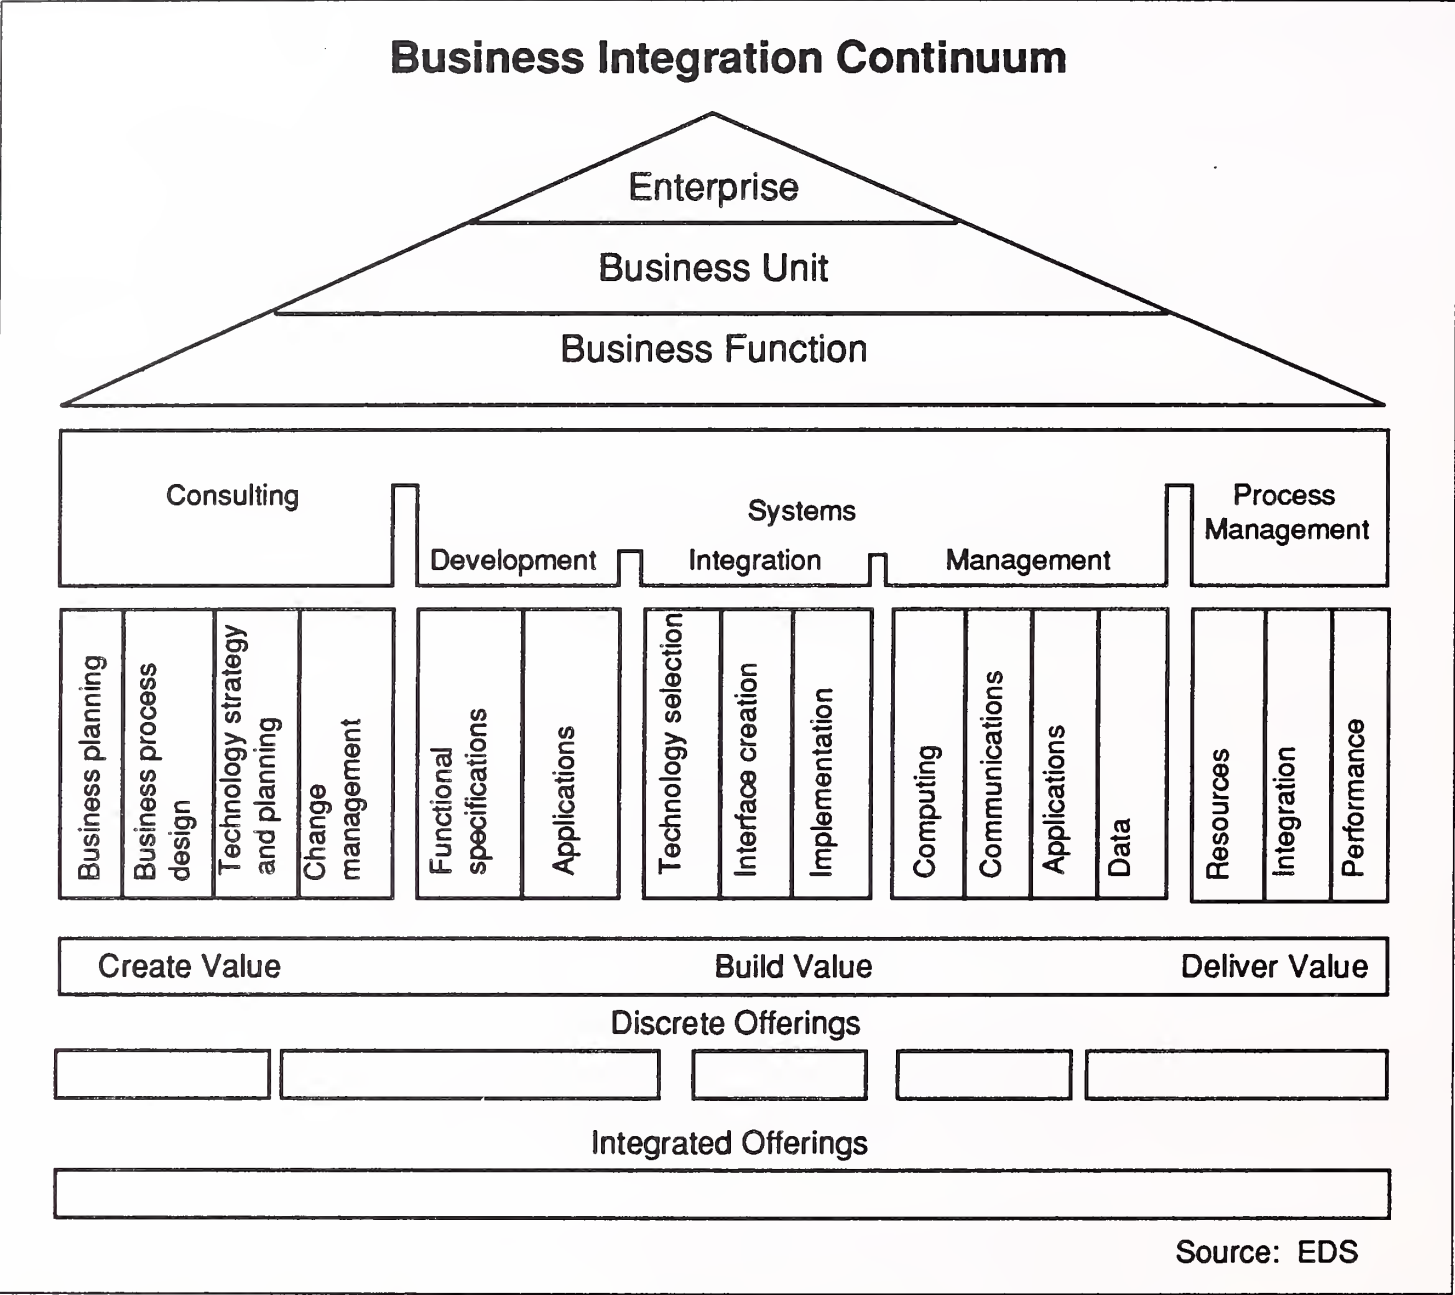 Business Integration Continuum
Enterprise
Business Unit
Business Function
Consulting
Systems
Process
Management
Development
Integration
Management
Business planning
Business process
design
Technology strategy
and planning
Change
management
Functional
specifications
Applications
Technology selection
Interface creation
Implementation
Computing
Communications
Applications
Data
Resources
Integration
Performance
Create Value
Build Value
Deliver Value
Discrete Offerings
Integrated Offerings
Source: EDS